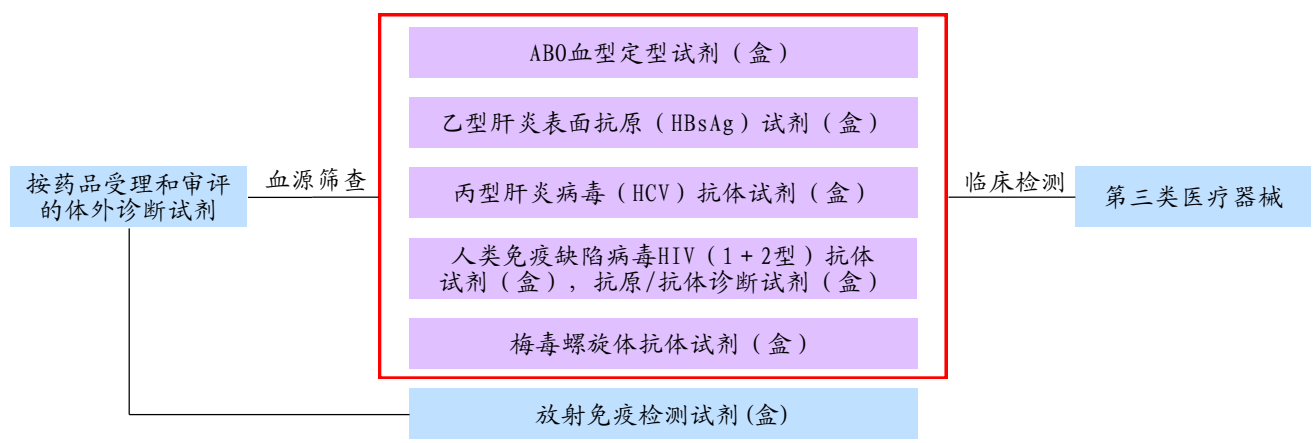 ABO血型定型试剂（盒）
乙型肝炎表面抗原（HBsAg）试剂（盒）
按药品受理和审评
的体外诊断试剂
血源筛查
丙型肝炎病毒（HCV）抗体试剂（盒）
临床检测
第三类医疗器械
人类免疫缺陷病毒HIV（1+2型）抗体
试剂（盒），抗原/抗体诊断试剂（盒）
梅毒螺旋体抗体试剂（盒）
放射免疫检测试剂(盒)